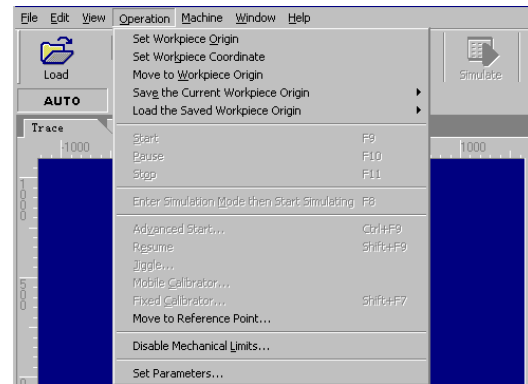 File Edit View Operation Machine Window Help
Load
Simulate
AUTO
Trace
-1000
1000
1000
500
0
Set Workpiece Origin
Set Workpiece Coordinate
Move to Workpiece Origin
Save the Current Workpiece Origin
Load the Saved Workpiece Origin
Start F9
Pause F10
Stop F11
Enter Simulation Mode then Start Simulating F8
Advanced Start... Ctrl+F9
Resume Shift+F9
Jiggle...
Mobile Calibrator...
Fixed Calibrator... Shift+F7
Move to Reference Point...
Disable Mechanical Limits...
Set Parameters...